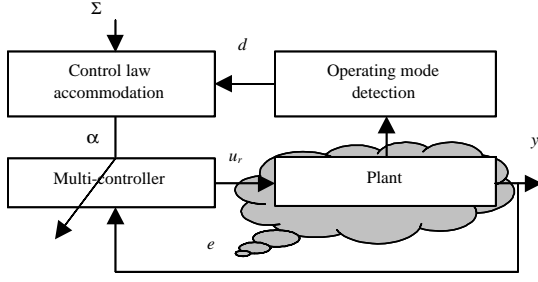 Σ
d
Control law
accommodation
Operating mode
detection
α
u_r
y
Multi-controller
Plant
e